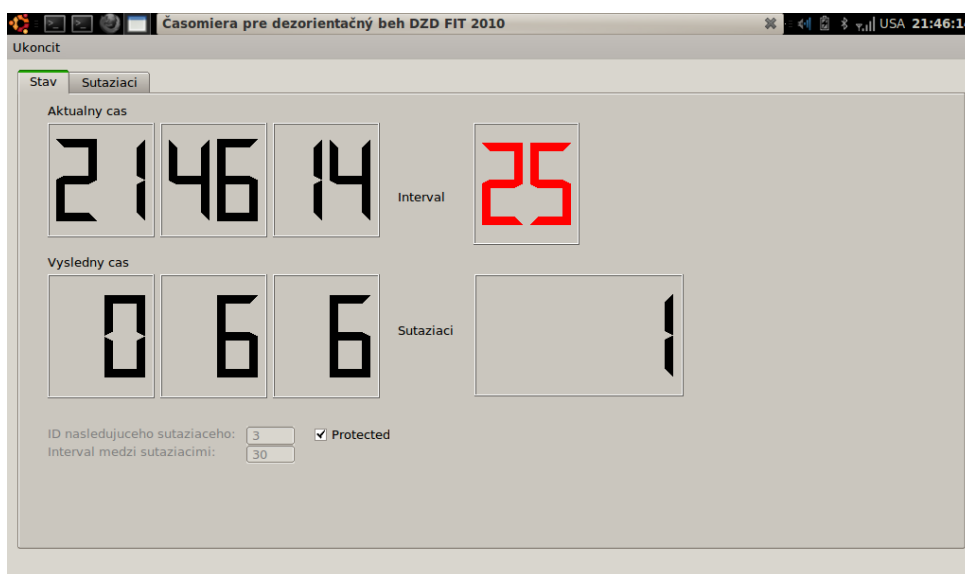 Časomiera pre dezorientačný beh DZD FIT 2010 USA 21:46:1
Ukoncit
Stav Sutaziaci
Aktualny cas
21 46 14 Interval 25
Vysledny cas
0 6 6 Sutaziaci 1
ID nasledujuceho sutaziaceho: 3 Protected
Interval medzi sutaziacimi: 30